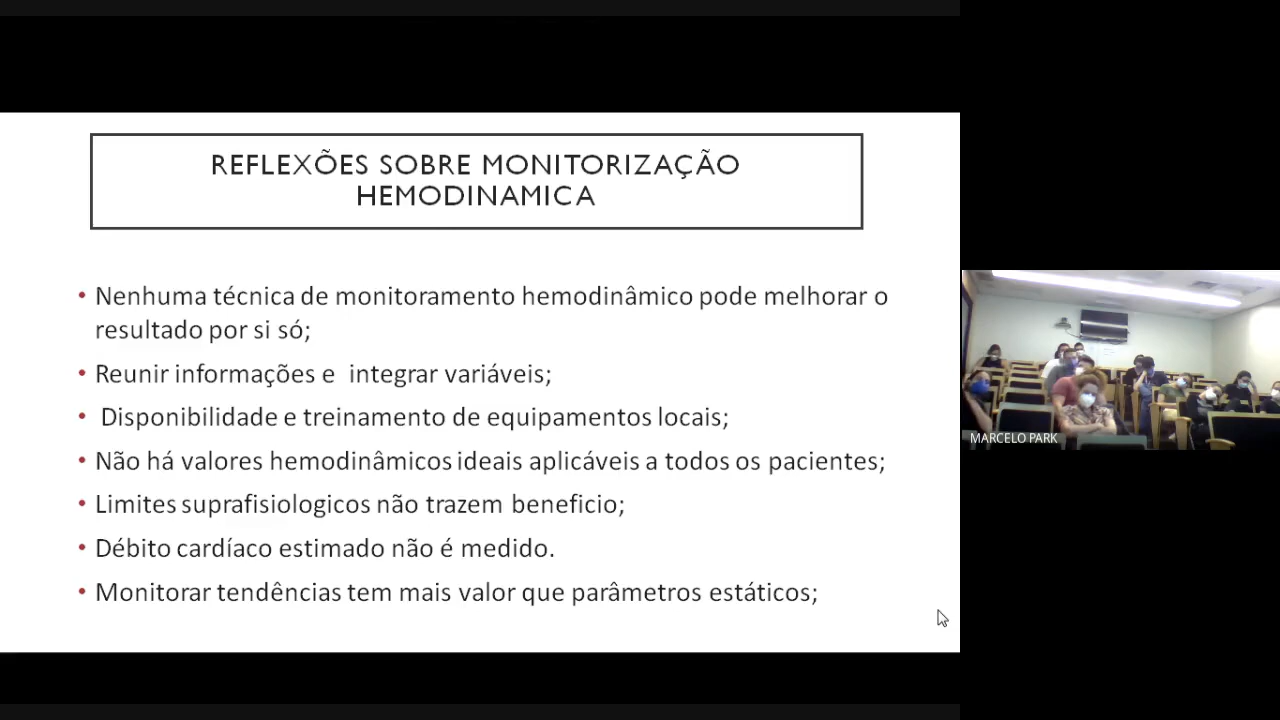 REFLEXÕES SOBRE MONITORIZAÇÃO
HEMODINAMICA
• Nenhuma técnica de monitoramento hemodinâmico pode melhorar o
resultado por si só;
• Reunir informações e integrar variáveis;
• Disponibilidade e treinamento de equipamentos locais;
• Não há valores hemodinâmicos ideais aplicáveis a todos os pacientes;
• Limites suprafisiologicos não trazem beneficio;
• Débito cardíaco estimado não é medido.
• Monitorar tendências tem mais valor que parâmetros estáticos;
MARCELO PARK